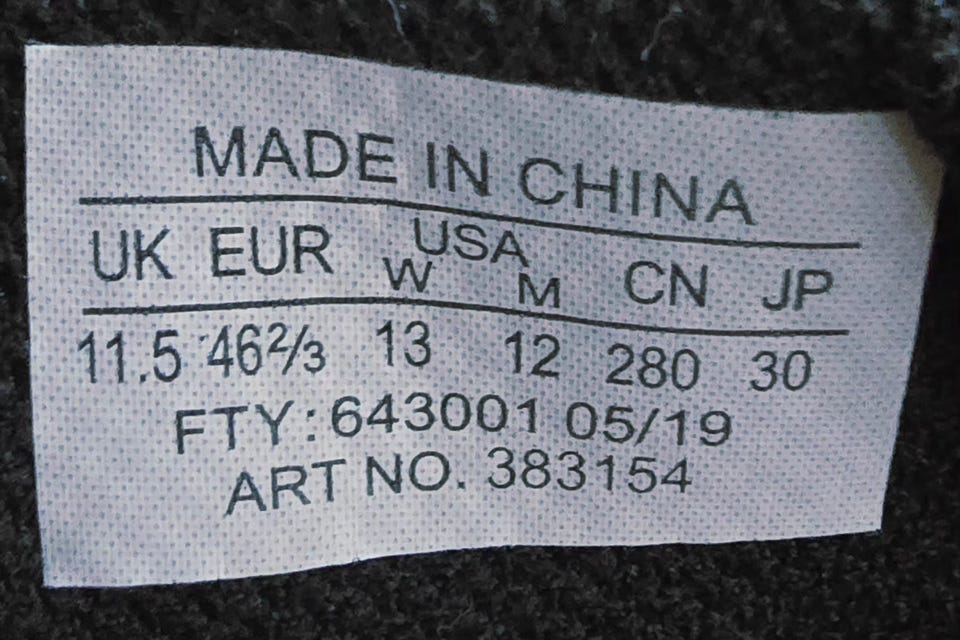 MADE IN CHINA
UK EUR USA CN JP
W M
11.5 46⅔ 13 12 280 30
FTY: 643001 05/19
ART NO. 383154